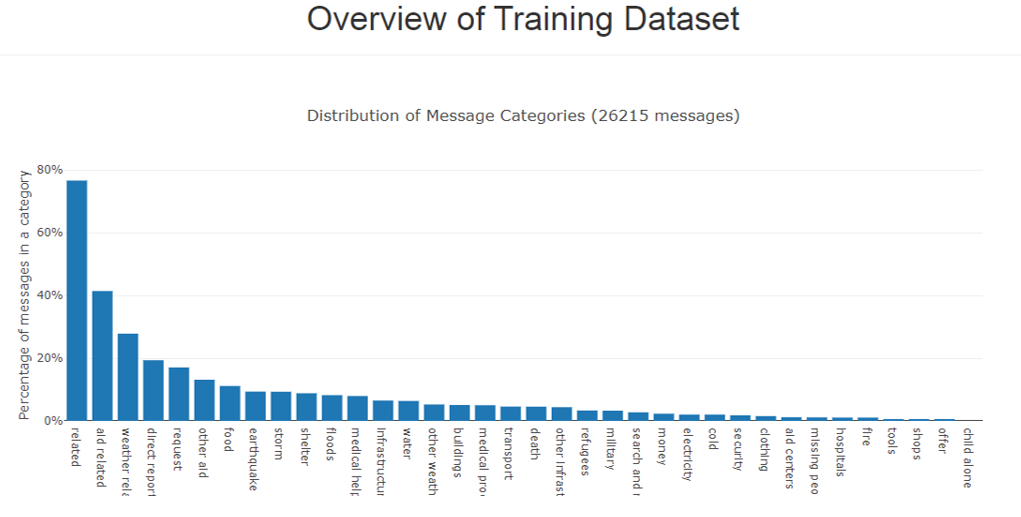 Overview of Training Dataset
Distribution of Message Categories (26215 messages)
Percentage of messages in a category
80%
60%
40%
20%
0%
related
aid related
weather rela
direct report
request
other aid
food
earthquake
storm
shelter
floods
medical help
infrastructur
water
other weath
buildings
medical pro
transport
death
other infrast
refugees
military
search and r
money
electricity
cold
security
clothing
aid centers
missing peo
hospitals
fire
tools
shops
offer
child alone